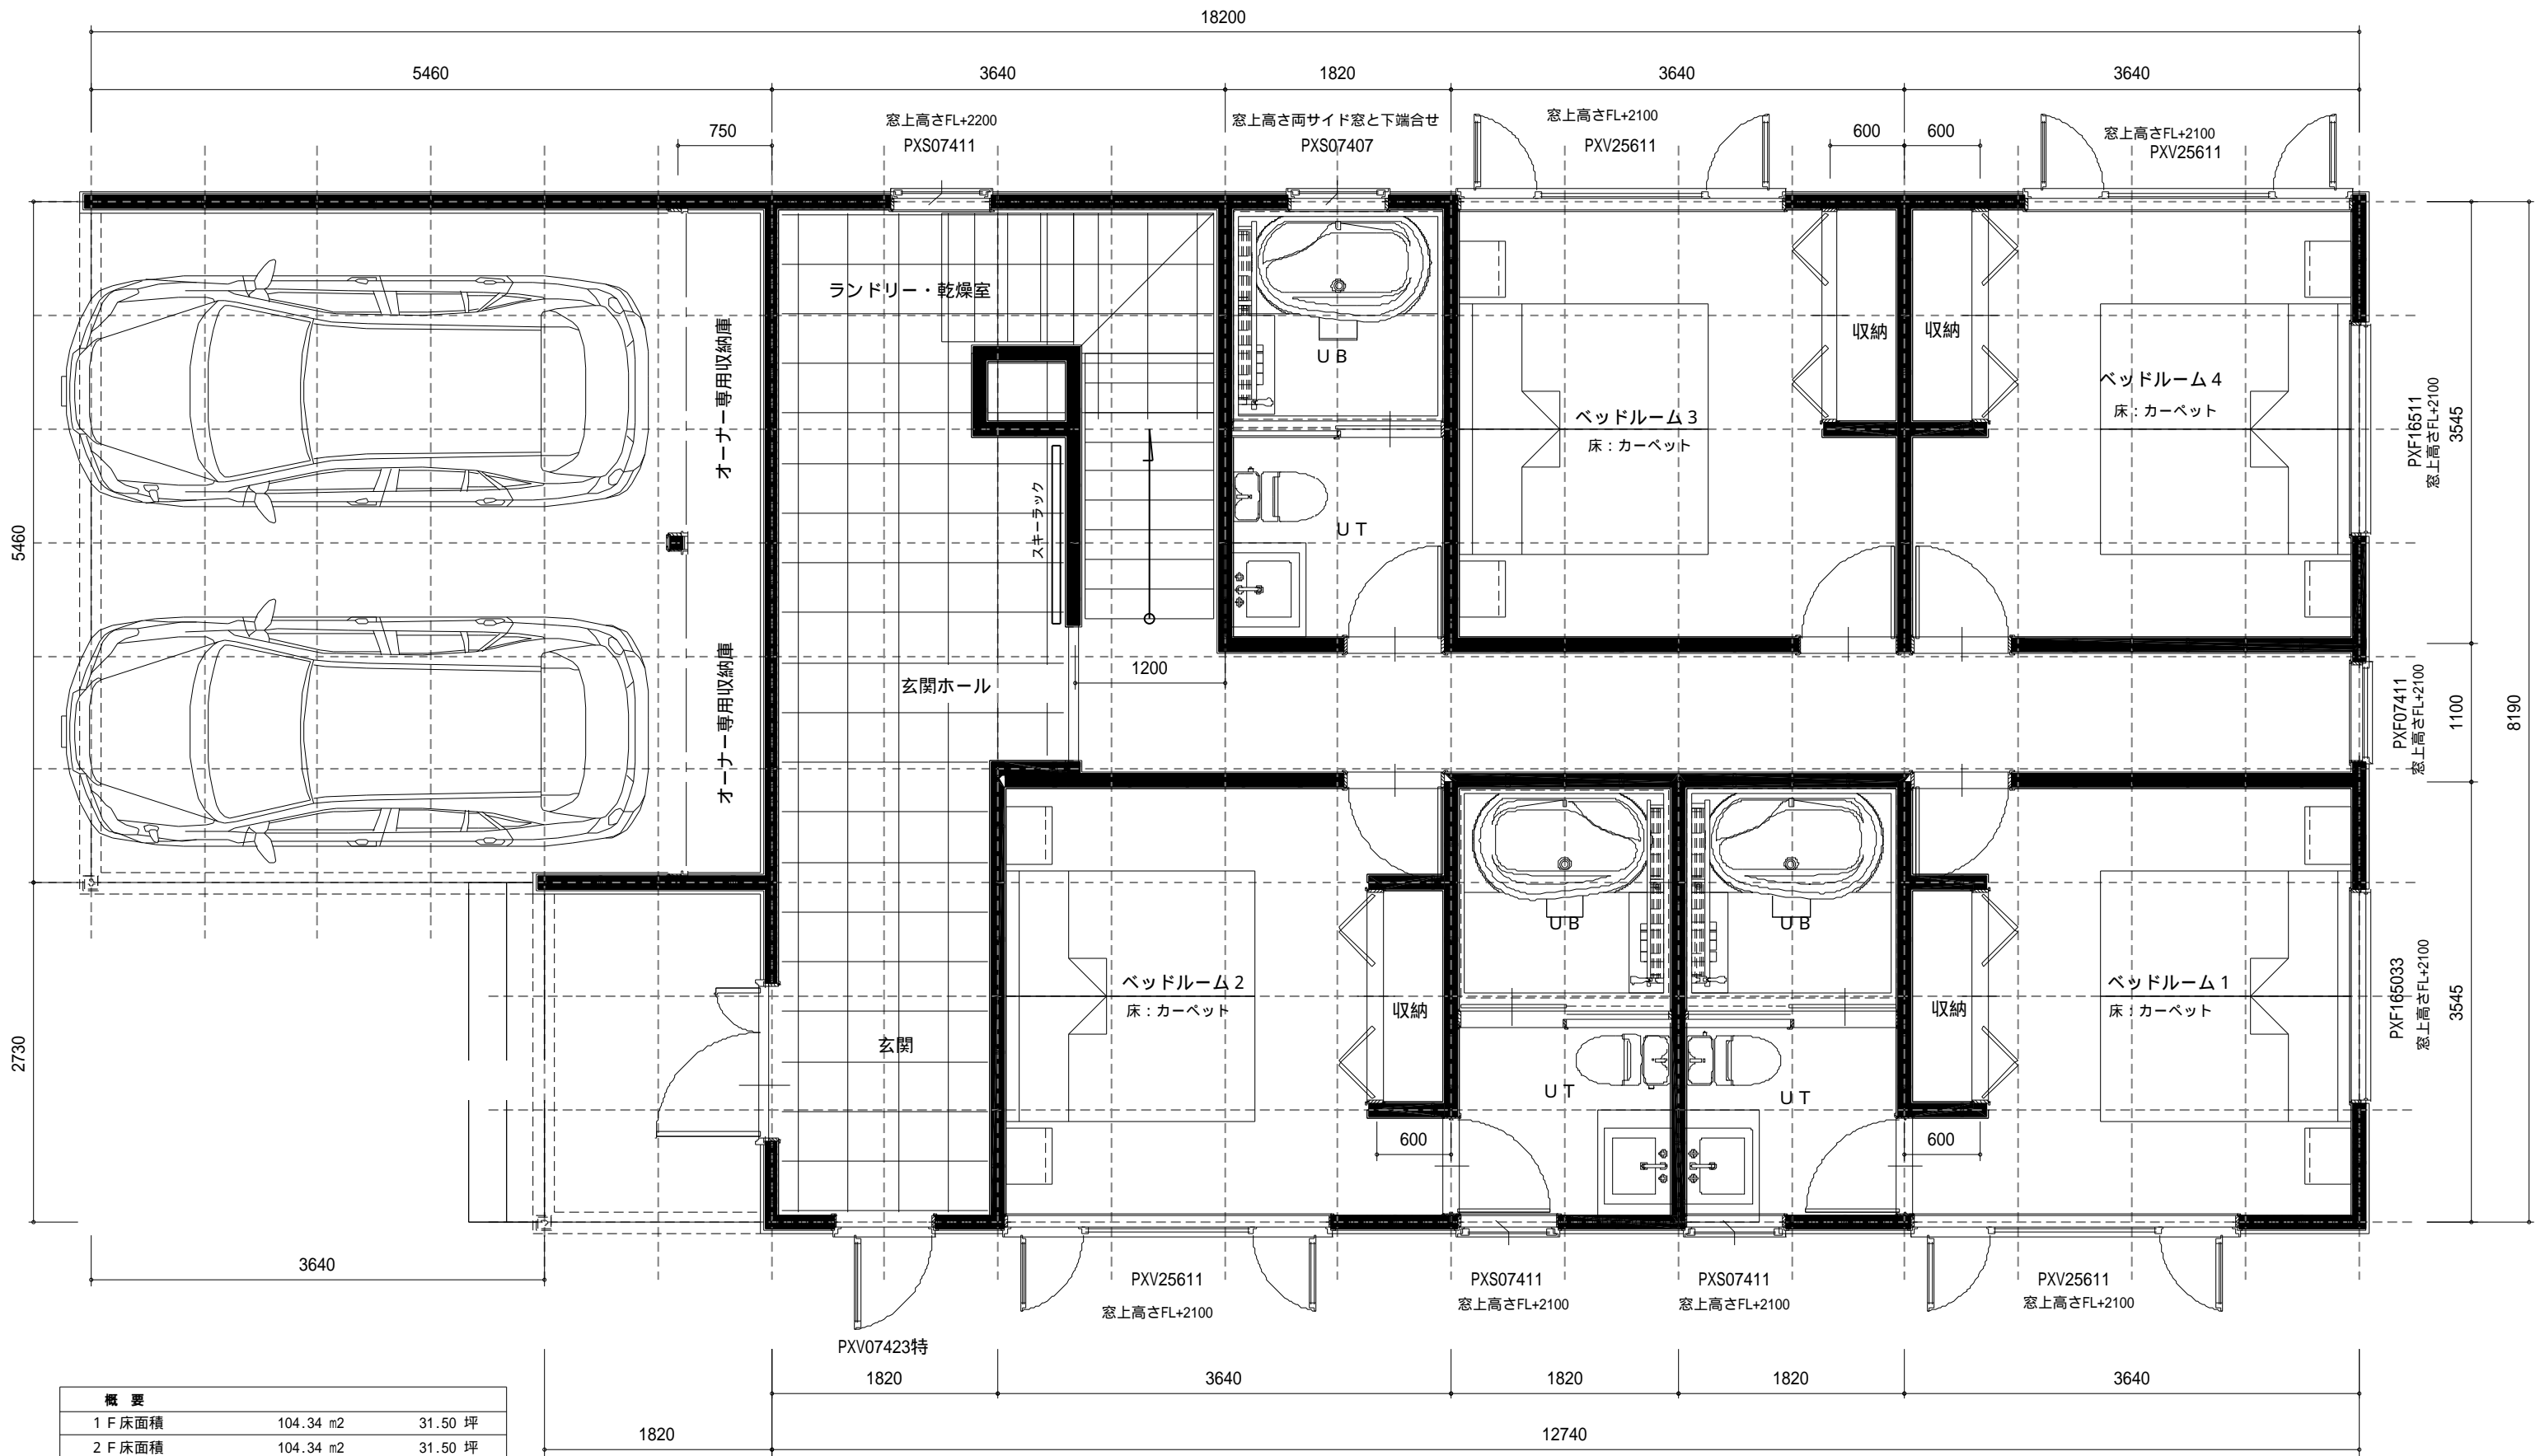 18200
5460
3640
1820
3640
3640
750
窓上高さFL+2200
PXS07411
窓上高さ両サイド窓と下端合せ
PXS07407
窓上高さFL+2100
PXV25611
600
600
窓上高さFL+2100
PXV25611
ランドリー・乾燥室
オーナー専用収納庫
ＵＢ
収納
収納
ベッドルーム３
床：カーペット
ベッドルーム４
床：カーペット
PXF16511
窓上高さFL+2100
3545
スキーラック
ＵＴ
5460
オーナー専用収納庫
玄関ホール
1200
PXF07411
窓上高さFL+2100
1100
8190
ＵＢ
ＵＢ
ベッドルーム２
床：カーペット
収納
収納
ベッドルーム１
床：カーペット
PXF165033
窓上高さFL+2100
3545
2730
玄関
ＵＴ
ＵＴ
600
600
3640
PXV25611
窓上高さFL+2100
PXS07411
窓上高さFL+2100
PXS07411
窓上高さFL+2100
PXV25611
窓上高さFL+2100
PXV07423特
1820
3640
1820
1820
3640
1820
12740
概 要
１Ｆ床面積 104.34 m2 31.50 坪
２Ｆ床面積 104.34 m2 31.50 坪